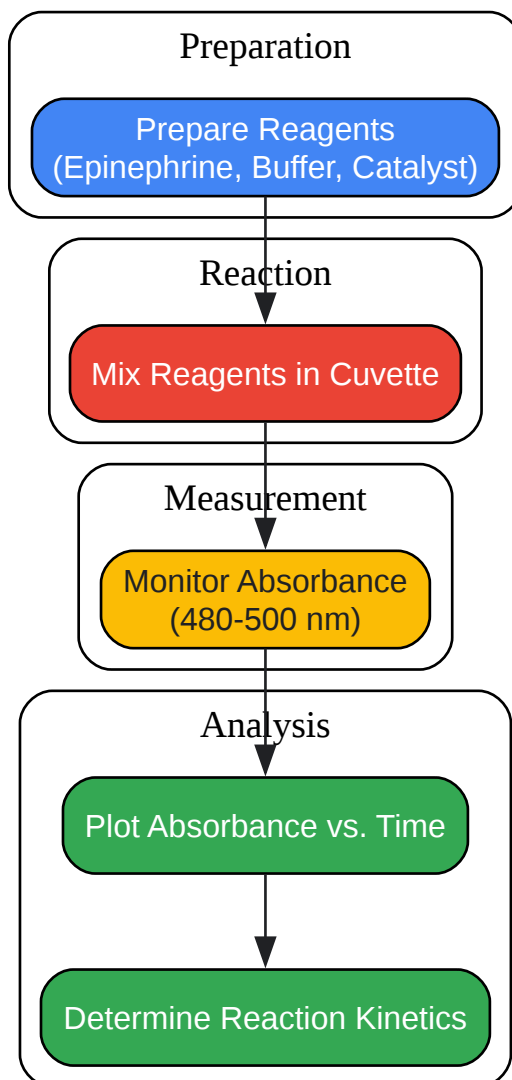 Preparation
Prepare Reagents
(Epinephrine, Buffer, Catalyst)
Reaction
Mix Reagents in Cuvette
Measurement
Monitor Absorbance
(480-500 nm)
Analysis
Plot Absorbance vs. Time
Determine Reaction Kinetics